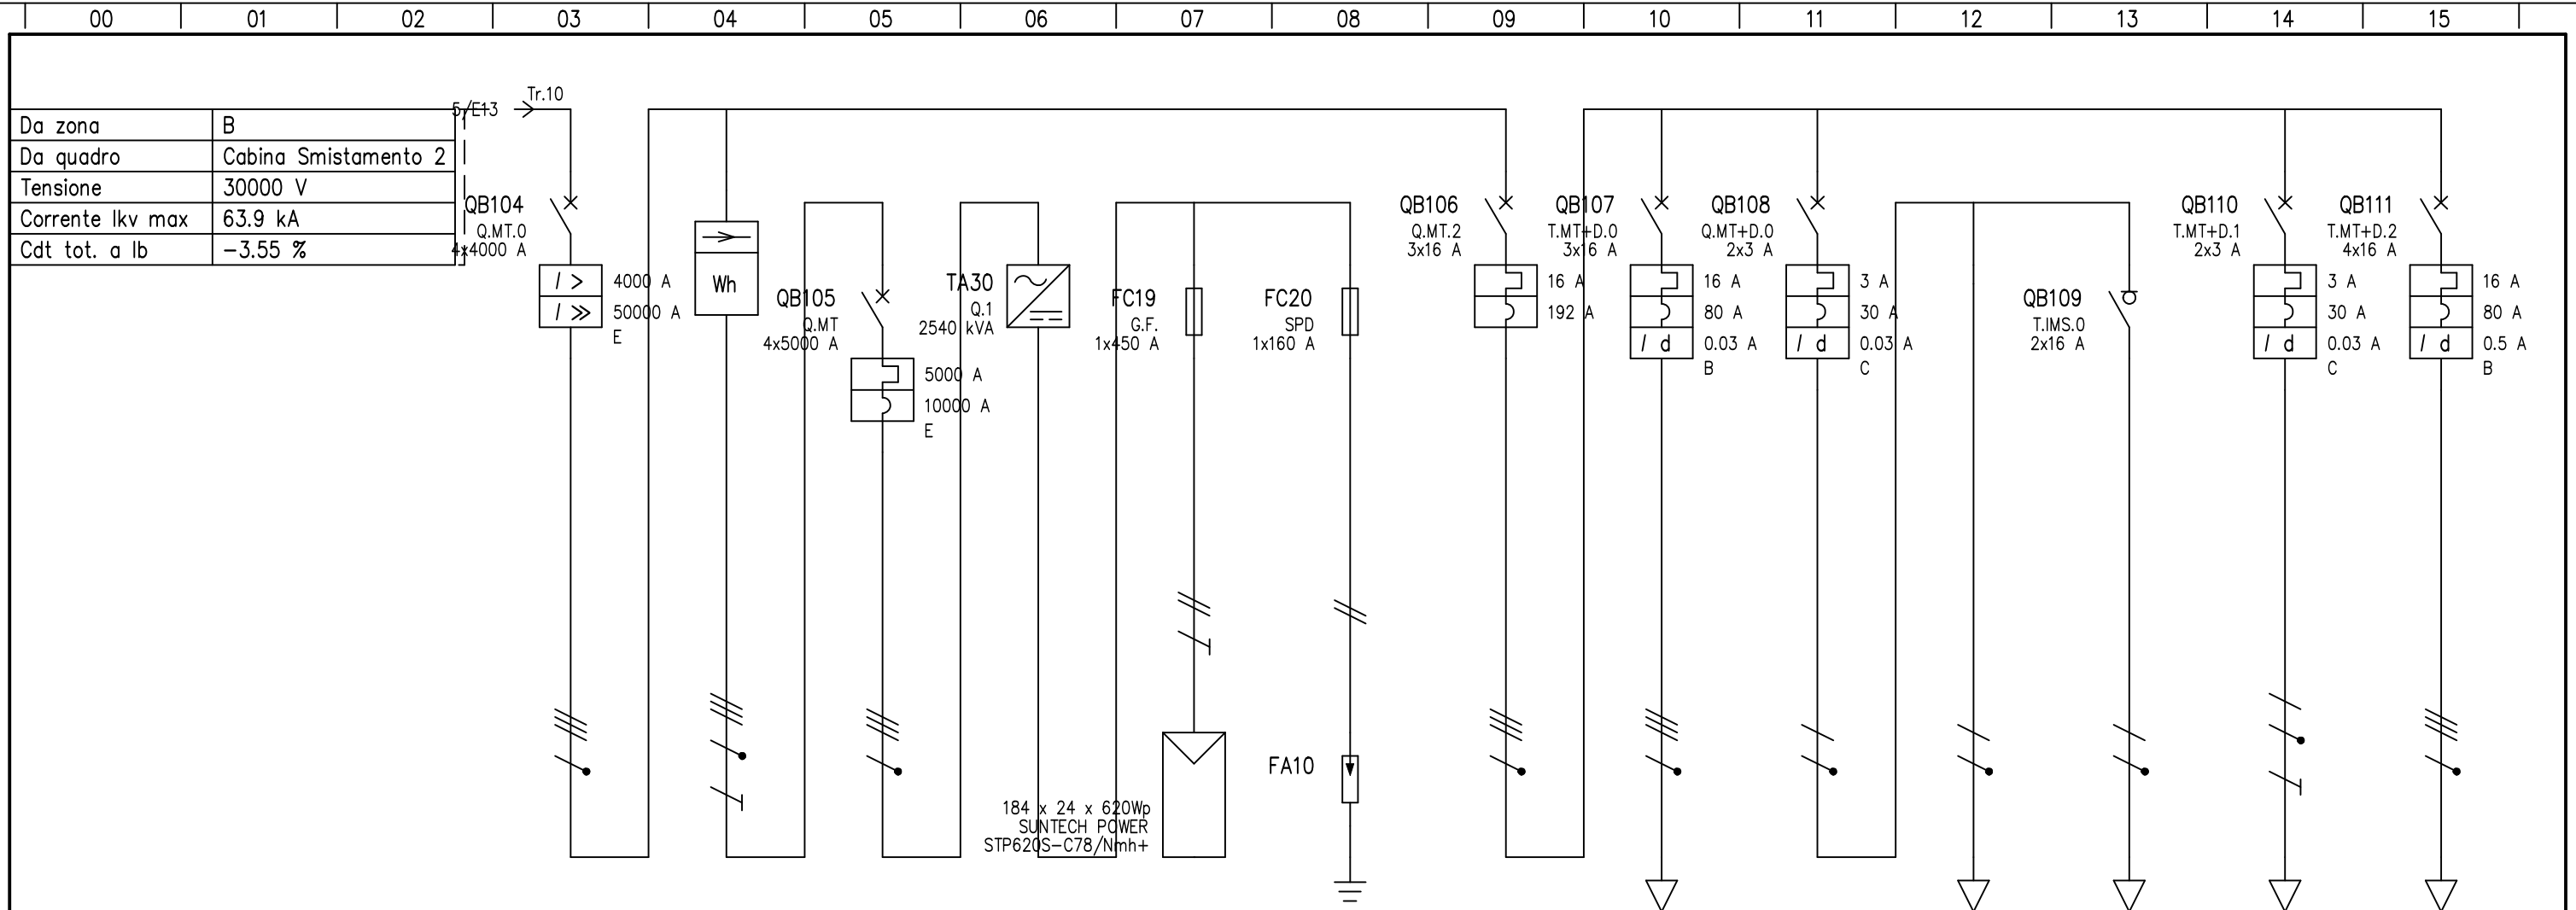 00 01 02 03 04 05 06 07 08 09 10 11 12 13 14 15
5/E13
Tr.10
Da zona B
Da quadro Cabina Smistamento 2
Tensione 30000 V
Corrente Ikv max 63.9 kA
Cdt tot. a Ib -3.55 %
QB104
Q.MT.0
4x4000 A
I > 4000 A
I >> 50000 A
E
Wh
QB105
Q.MT
4x5000 A
5000 A
10000 A
E
TA30
Q.1
2540 kVA
FC19
G.F.
1x450 A
184 x 24 x 620Wp
SUNTECH POWER
STP620S-C78/Nmh+
FC20
SPD
1x160 A
FA10
QB106
Q.MT.2
3x16 A
16 A
192 A
QB107
T.MT+D.0
3x16 A
16 A
80 A
I d 0.03 A
B
QB108
Q.MT+D.0
2x3 A
3 A
30 A
I d 0.03 A
C
QB109
T.IMS.0
2x16 A
QB110
T.MT+D.1
2x3 A
3 A
30 A
I d 0.03 A
C
QB111
T.MT+D.2
4x16 A
16 A
80 A
I d 0.5 A
B